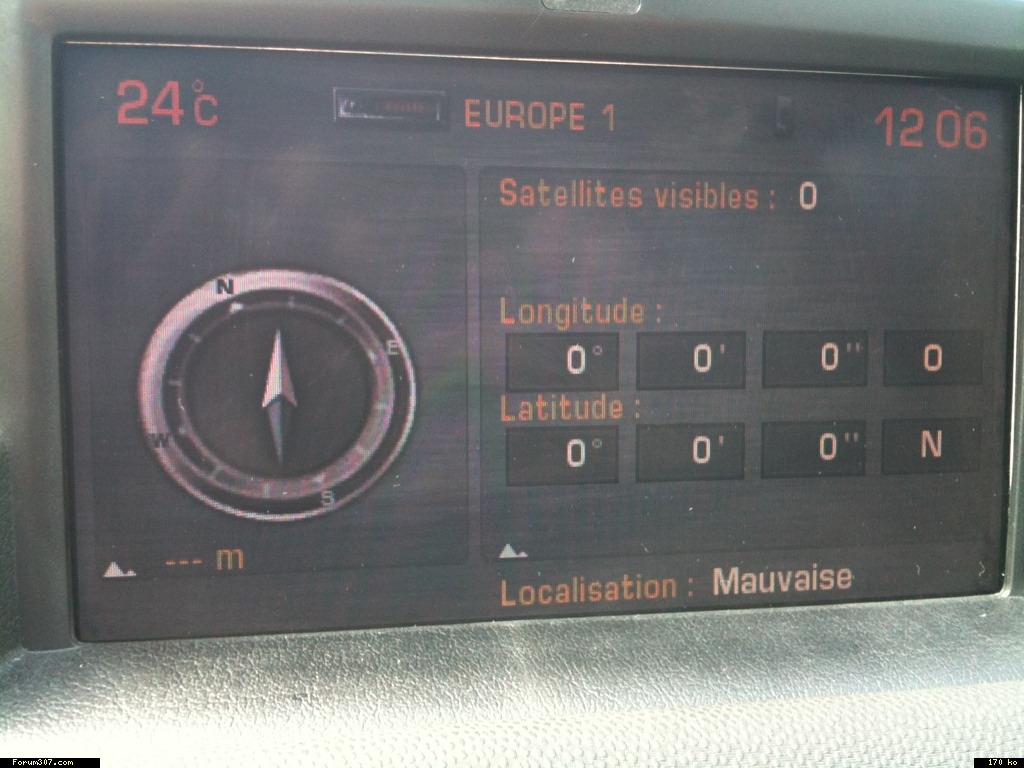 24°C
EUROPE 1
12 06
Satellites visibles : 0
N
E
W
S
Longitude :
0° 0' 0" O
Latitude :
0° 0' 0" N
--- m
Localisation : Mauvaise
Forum307.com
170 ko